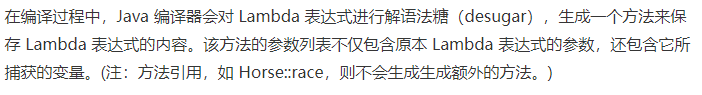 在编译过程中，Java 编译器会对 Lambda 表达式进行解语法糖（desugar），生成一个方法来保
存 Lambda 表达式的内容。该方法的参数列表不仅包含原本 Lambda 表达式的参数，还包含它所
捕获的变量。(注：方法引用，如 Horse::race，则不会生成生成额外的方法。)